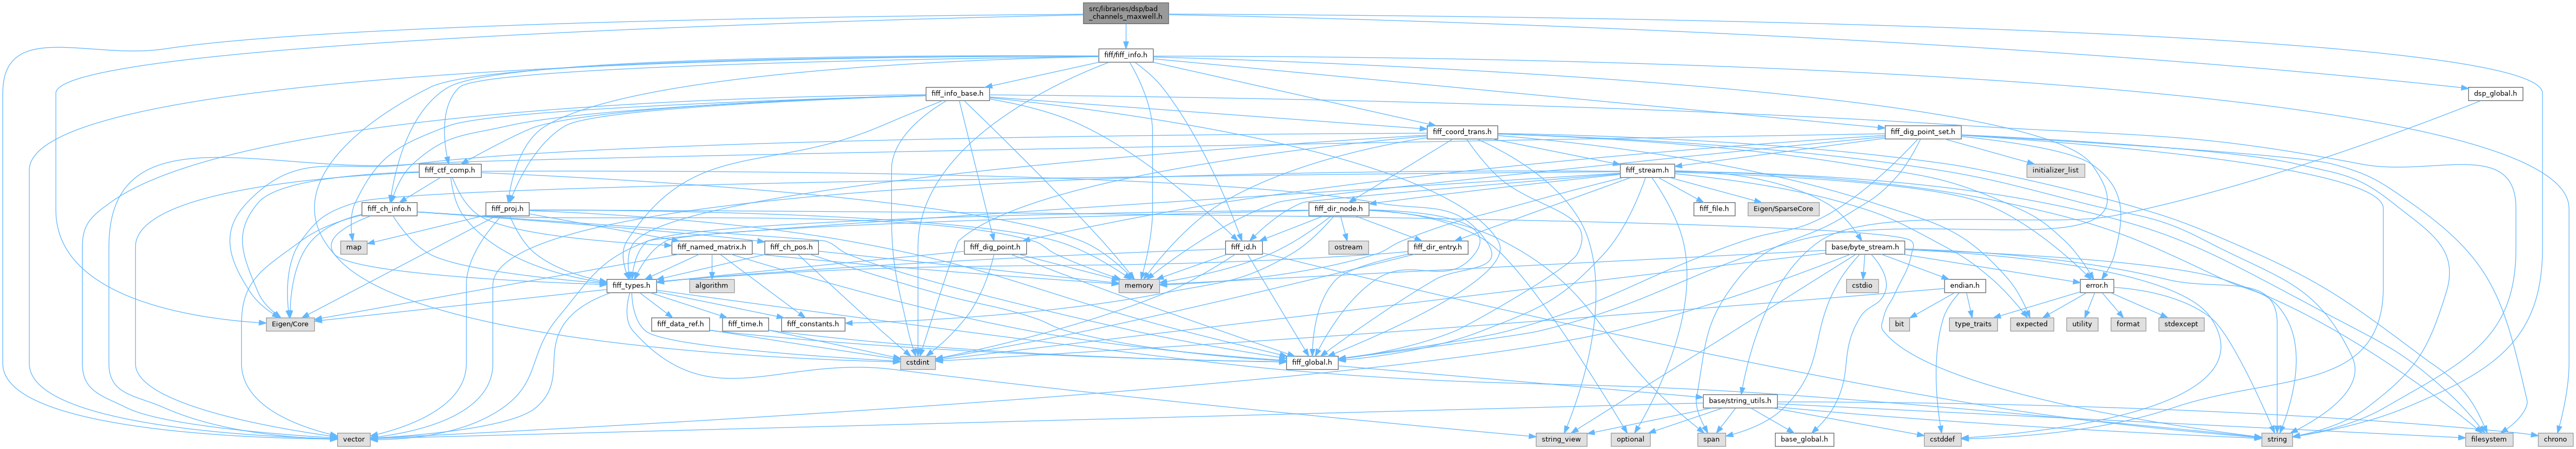 src/libraries/dsp/bad
_channels_maxwell.h
fiff/fiff_info.h
fiff_info_base.h
dsp_global.h
fiff_coord_trans.h
fiff_dig_point_set.h
fiff_ctf_comp.h
fiff_stream.h
initializer_list
fiff_ch_info.h
fiff_proj.h
fiff_dir_node.h
fiff_file.h
Eigen/SparseCore
map
fiff_named_matrix.h
fiff_ch_pos.h
fiff_dig_point.h
fiff_id.h
ostream
fiff_dir_entry.h
base/byte_stream.h
fiff_types.h
algorithm
memory
cstdio
endian.h
error.h
Eigen/Core
fiff_data_ref.h
fiff_time.h
fiff_constants.h
bit
type_traits
expected
utility
format
stdexcept
cstdint
fiff_global.h
base/string_utils.h
vector
string_view
optional
span
base_global.h
cstddef
string
filesystem
chrono